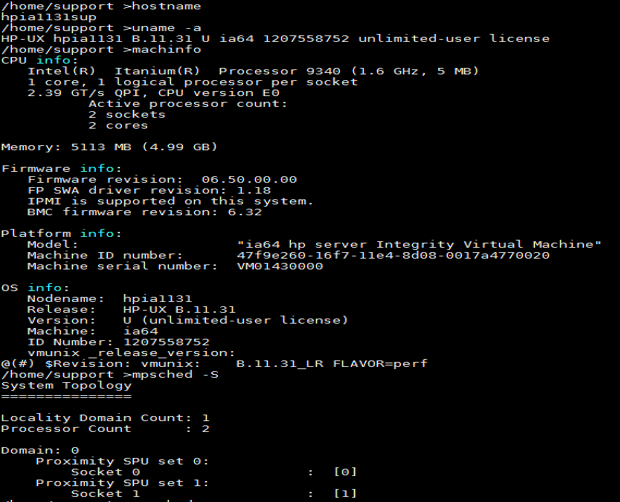 /home/support >hostname
hpia1131sup
/home/support >uname -a
HP-UX hpia1131 B.11.31 U ia64 1207558752 unlimited-user license
/home/support >machinfo
CPU info:
Intel(R) Itanium(R) Processor 9340 (1.6 GHz, 5 MB)
1 core, 1 logical processor per socket
2.39 GT/s QPI, CPU version E0
Active processor count:
2 sockets
2 cores
Memory: 5113 MB (4.99 GB)
Firmware info:
Firmware revision: 06.50.00.00
FP SWA driver revision: 1.18
IPMI is supported on this system.
BMC firmware revision: 6.32
Platform info:
Model: "ia64 hp server Integrity Virtual Machine"
Machine ID number: 47f9e260-16f7-11e4-8d08-0017a4770020
Machine serial number: VM01430000
OS info:
Nodename: hpia1131
Release: HP-UX B.11.31
Version: U (unlimited-user license)
Machine: ia64
ID Number: 1207558752
vmunix _release_version:
@(#) $Revision: vmunix: B.11.31_LR FLAVOR=perf
/home/support >mpsched -S
System Topology
===============
Locality Domain Count: 1
Processor Count : 2
Domain: 0
Proximity SPU set 0:
Socket 0 : [0]
Proximity SPU set 1:
Socket 1 : [1]